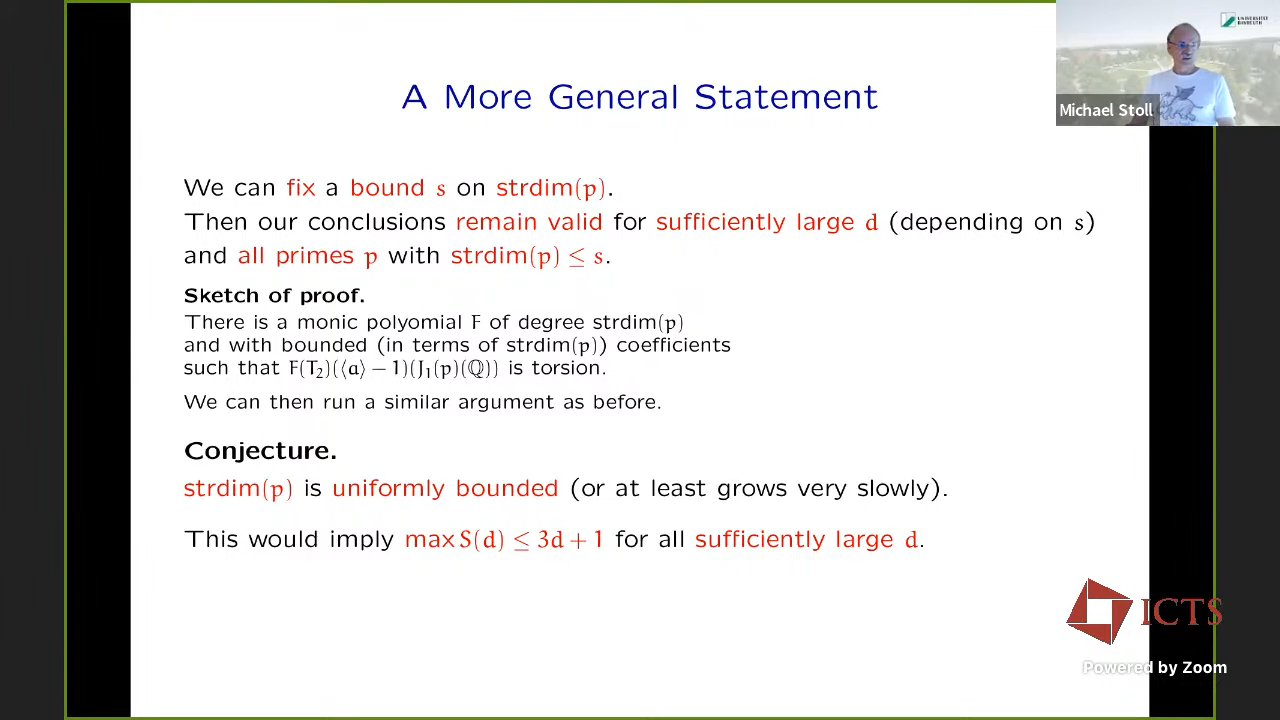 A More General Statement
UNIVERSITÄT
BAYREUTH
Michael Stoll
We can fix a bound s on strdim(p).
Then our conclusions remain valid for sufficiently large d (depending on s)
and all primes p with strdim(p) ≤ s.
Sketch of proof.
There is a monic polyomial F of degree strdim(p)
and with bounded (in terms of strdim(p)) coefficients
such that F(T₂)(⟨a⟩ − 1)(J₁(p)(ℚ)) is torsion.
We can then run a similar argument as before.
Conjecture.
strdim(p) is uniformly bounded (or at least grows very slowly).
This would imply max S(d) ≤ 3d + 1 for all sufficiently large d.
ICTS
Powered by Zoom